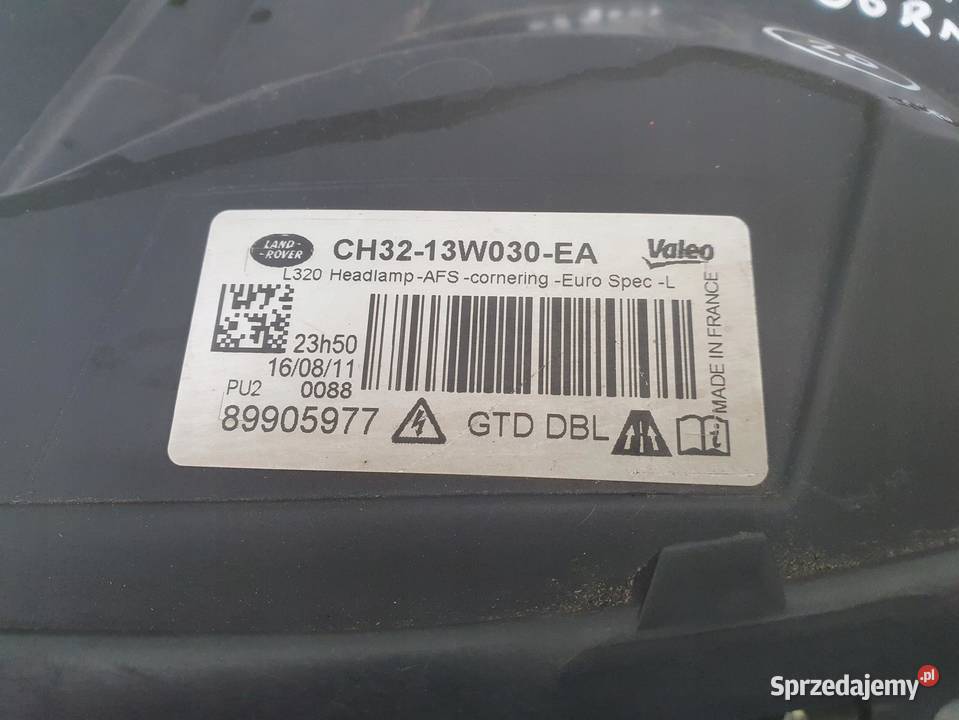 20
LAND-
-ROVER
CH32-13W030-EA
Valeo
L320 Headlamp-AFS-cornering -Euro Spec -L
23h50
16/08/11
PU2
0088
89905977
GTD DBL
MADE IN FRANCE
Sprzedajemy.pl